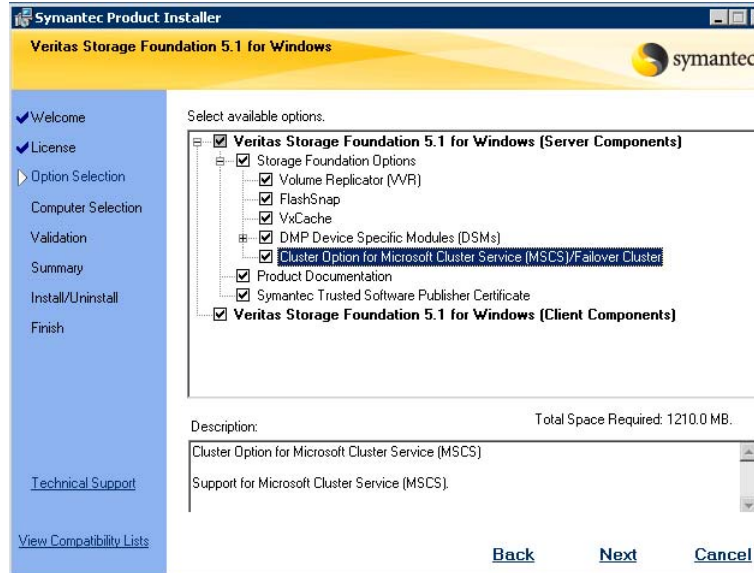 Symantec Product Installer
Veritas Storage Foundation 5.1 for Windows
symantec
Welcome
License
Option Selection
Computer Selection
Validation
Summary
Install/Uninstall
Finish
Technical Support
View Compatibility Lists
Select available options.
Veritas Storage Foundation 5.1 for Windows (Server Components)
Storage Foundation Options
Volume Replicator (VVR)
FlashSnap
VxCache
DMP Device Specific Modules (DSMs)
Cluster Option for Microsoft Cluster Service (MSCS)/Failover Cluster
Product Documentation
Symantec Trusted Software Publisher Certificate
Veritas Storage Foundation 5.1 for Windows (Client Components)
Total Space Required: 1210.0 MB.
Description:
Cluster Option for Microsoft Cluster Service (MSCS)
Support for Microsoft Cluster Service (MSCS).
Back Next Cancel